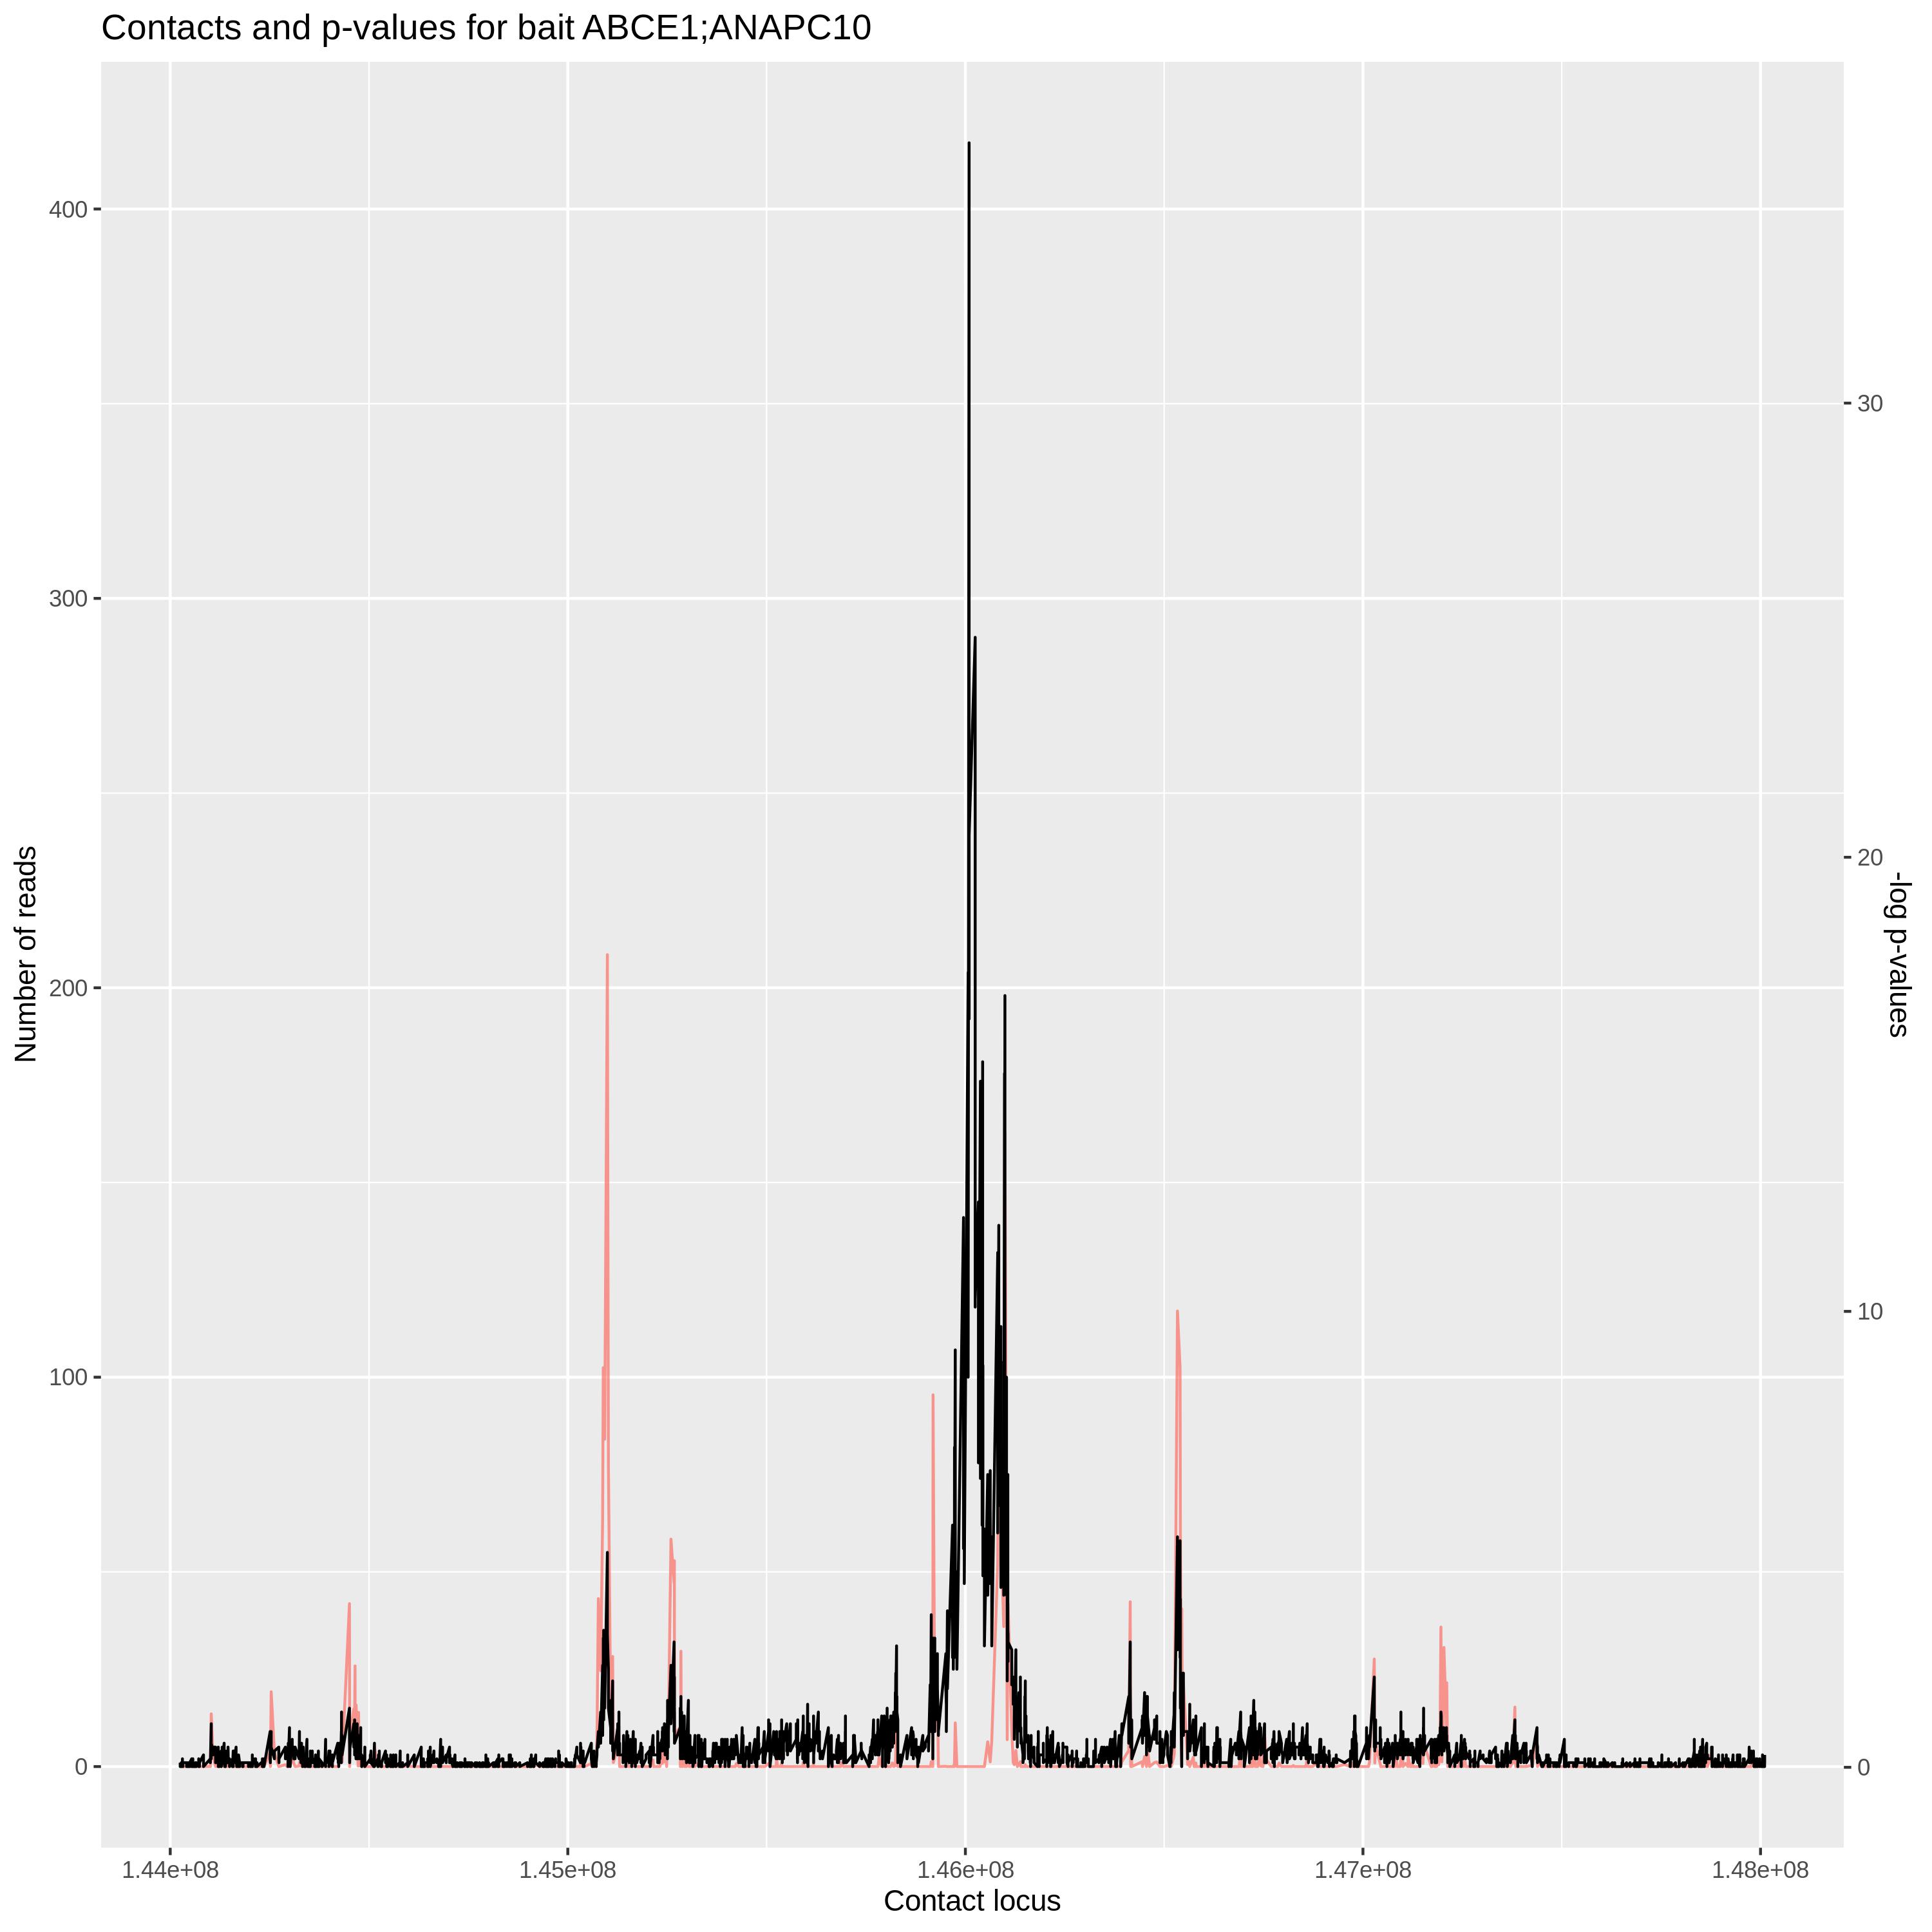 Contacts and p-values for bait ABCE1;ANAPC10
400
300
200
100
0
Number of reads
30
20
10
0
-log p-values
1.44e+08
1.45e+08
1.46e+08
1.47e+08
1.48e+08
Contact locus